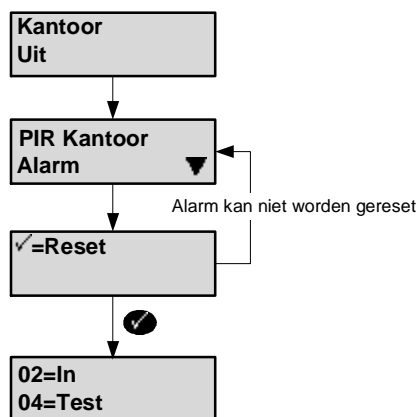 Kantoor
Uit
PIR Kantoor
Alarm
Alarm kan niet worden gereset
✓=Reset
02=In
04=Test